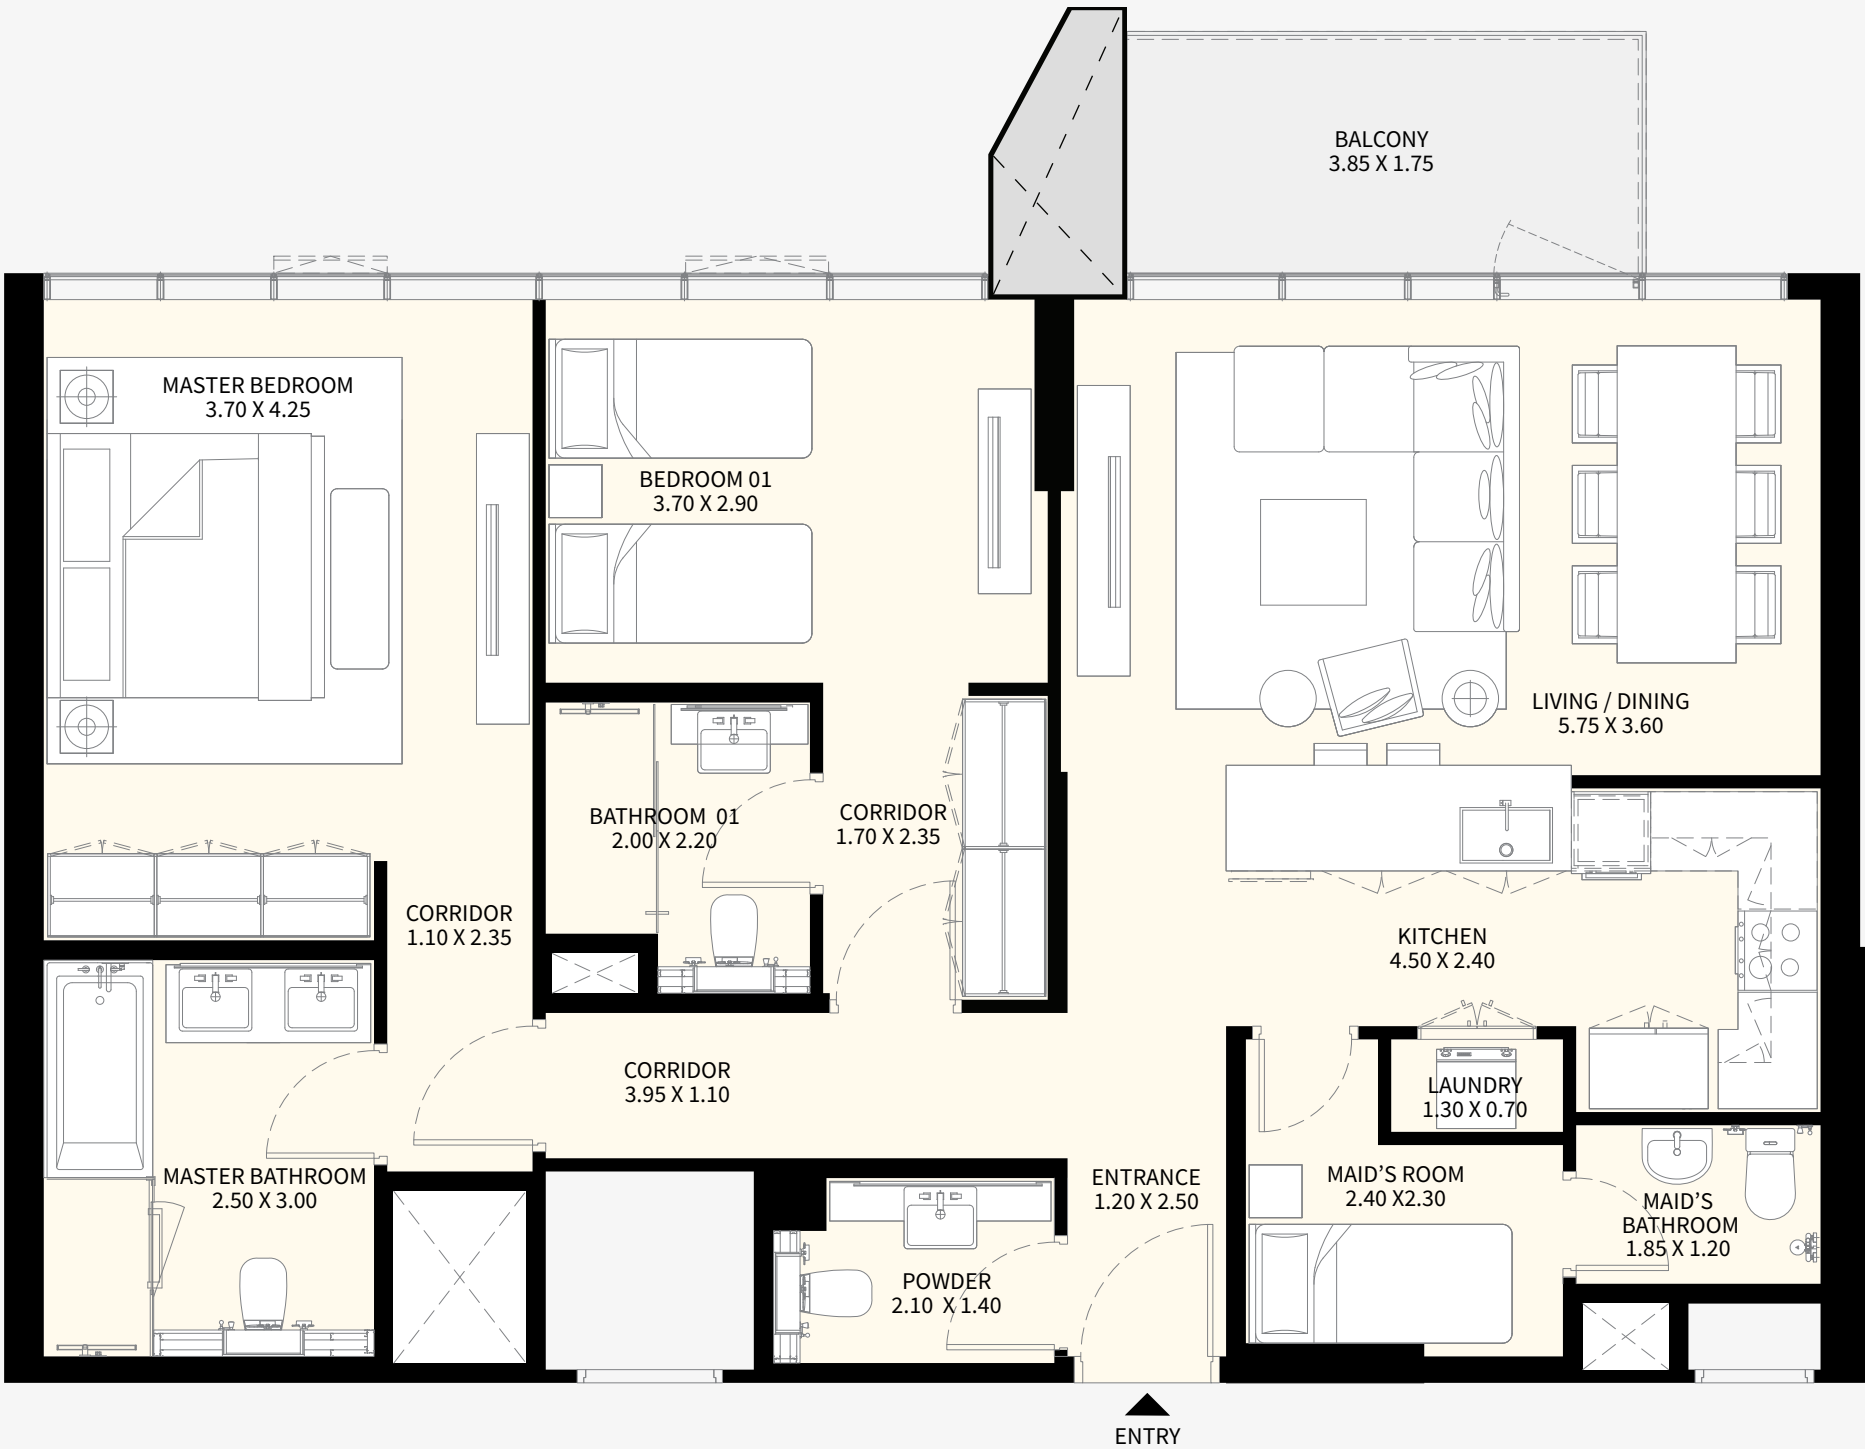 BALCONY
3.85 X 1.75
MASTER BEDROOM
3.70 X 4.25
BEDROOM 01
3.70 X 2.90
LIVING / DINING
5.75 X 3.60
BATHROOM 01
2.00 X 2.20
CORRIDOR
1.70 X 2.35
CORRIDOR
1.10 X 2.35
KITCHEN
4.50 X 2.40
CORRIDOR
3.95 X 1.10
LAUNDRY
1.30 X 0.70
MASTER BATHROOM
2.50 X 3.00
ENTRANCE
1.20 X 2.50
MAID’S ROOM
2.40 X2.30
MAID’S
BATHROOM
1.85 X 1.20
POWDER
2.10 X 1.40
ENTRY